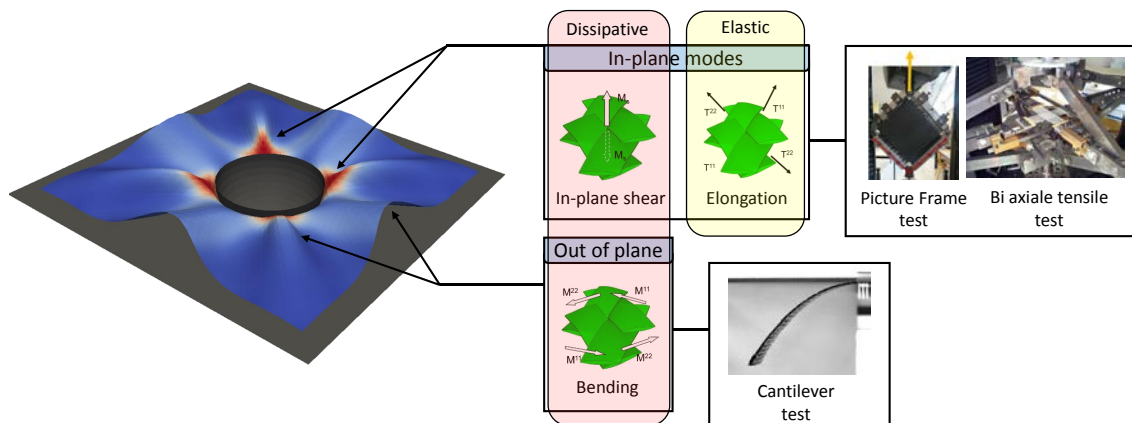 Dissipative
Elastic
In-plane modes
T²² T¹¹
T¹¹ T²²
In-plane shear
Elongation
Picture Frame
test
Bi axiale tensile
test
Out of plane
M²² M¹¹
M¹¹ M²²
Bending
Cantilever
test